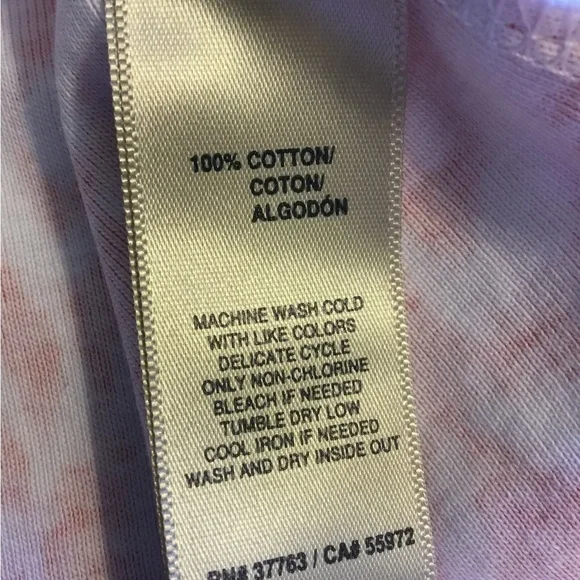 100% COTTON/
COTON/
ALGODÓN
MACHINE WASH COLD
WITH LIKE COLORS
DELICATE CYCLE
ONLY NON-CHLORINE
BLEACH IF NEEDED
TUMBLE DRY LOW
COOL IRON IF NEEDED
WASH AND DRY INSIDE OUT
RN# 37763 / CA# 55972